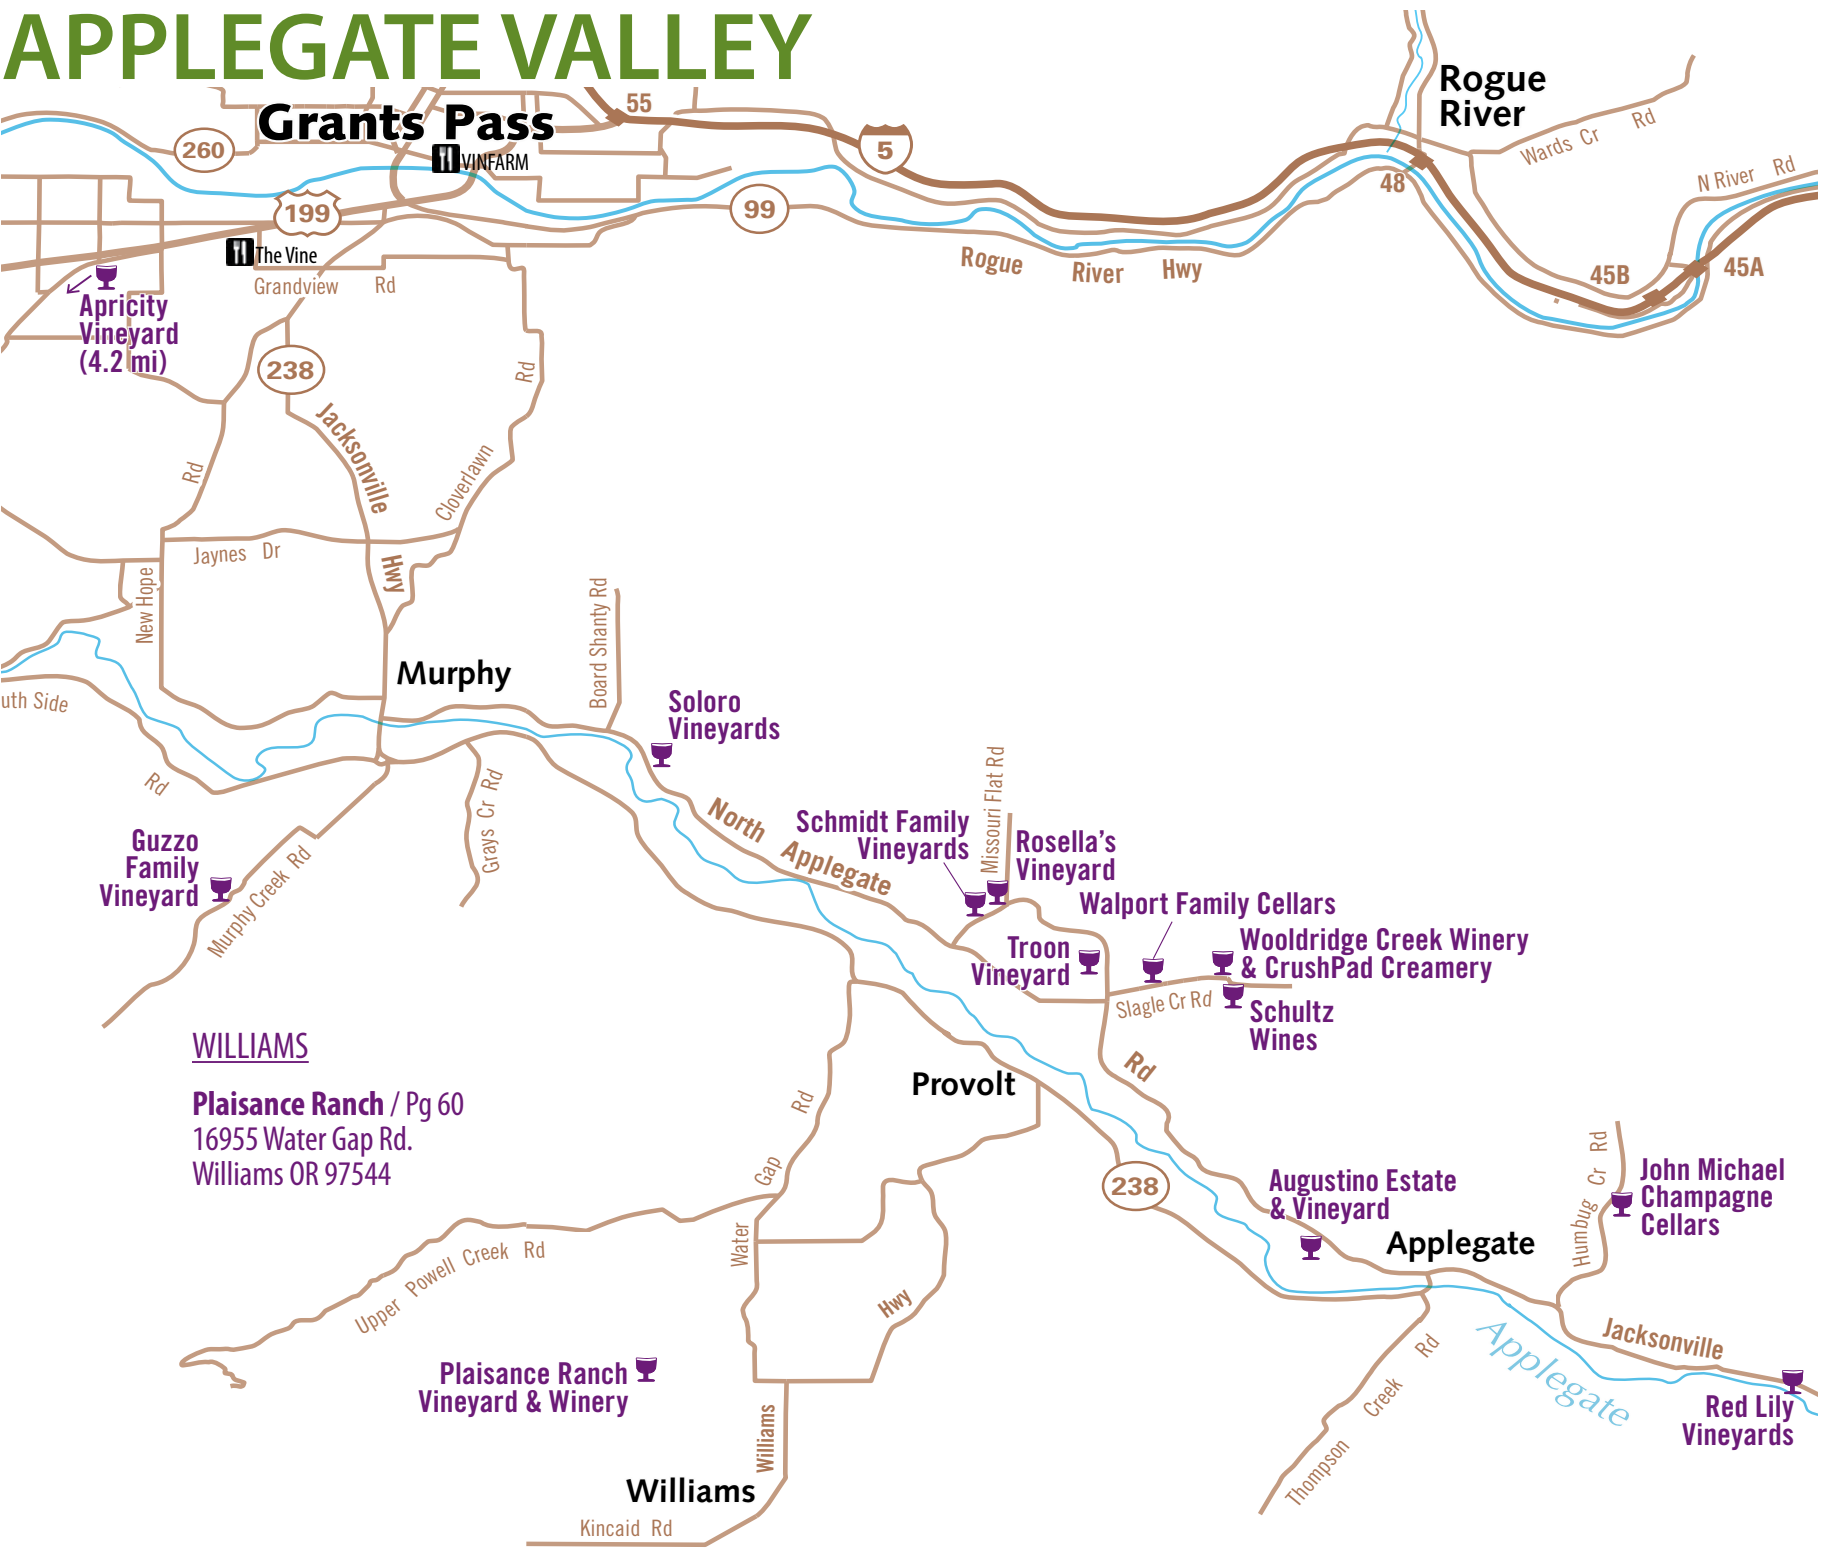 APPLEGATE VALLEY
Grants Pass
VINFARM
260
199
The Vine
55
5
99
Rogue
River
Wards Cr Rd
N River Rd
48
45B
45A
Rogue River Hwy
Apricity
Vineyard
(4.2 mi)
Grandview Rd
238
Jacksonville
Hwy
Rd
Cloverlawn
Rd
Jaynes Dr
New Hope
uth Side
Rd
Murphy
Board Shanty Rd
Soloro
Vineyards
Guzzo
Family
Vineyard
Murphy Creek Rd
Grays Cr Rd
North Applegate
Schmidt Family
Vineyards
Missouri Flat Rd
Rosella's
Vineyard
Walport Family Cellars
Troon
Vineyard
Wooldridge Creek Winery
& CrushPad Creamery
Slagle Cr Rd
Schultz
Wines
Rd
WILLIAMS
Plaisance Ranch / Pg 60
16955 Water Gap Rd.
Williams OR 97544
Provolt
Rd
Gap
Water
238
Augustino Estate
& Vineyard
Applegate
Humbug Cr Rd
John Michael
Champagne
Cellars
Upper Powell Creek Rd
Hwy
Plaisance Ranch
Vineyard & Winery
Williams
Williams
Kincaid Rd
Thompson Creek Rd
Applegate
Jacksonville
Red Lily
Vineyards